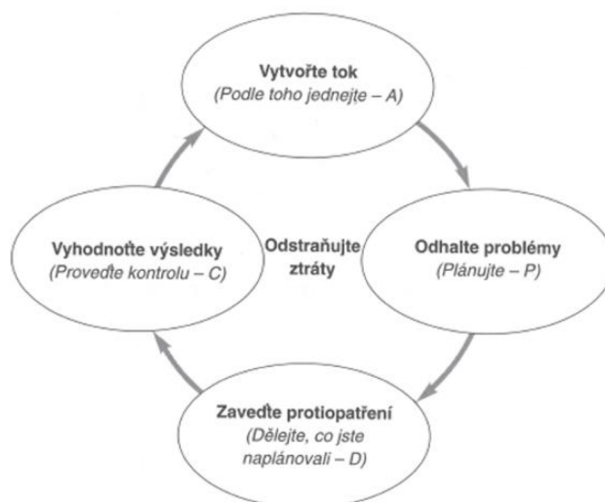 Vytvořte tok
(Podle toho jednejte – A)
Odhalte problémy
(Plánujte – P)
Zaveďte protiopatření
(Dělejte, co jste
naplánovali – D)
Vyhodnoťte výsledky
(Proveďte kontrolu – C)
Odstraňujte
ztráty